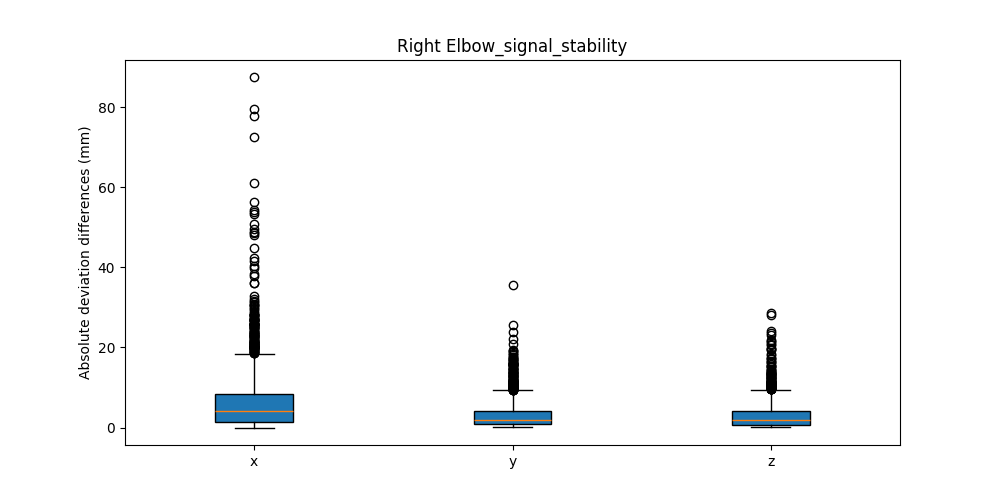 Right Elbow_signal_stability
Absolute deviation differences (mm)
80
60
40
20
0
x
y
z